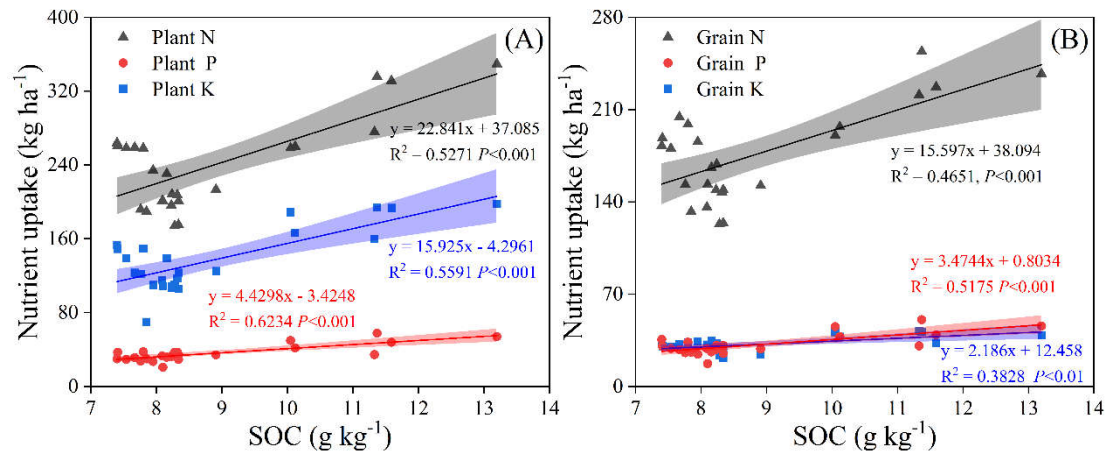 (A)
Plant N
Plant P
Plant K
400
320
240
160
80
0
Nutrient uptake (kg ha⁻¹)
y = 22.841x + 37.085
R² – 0.5271 P<0.001
y = 15.925x - 4.2961
R² = 0.5591 P<0.001
y = 4.4298x - 3.4248
R² = 0.6234 P<0.001
7 8 9 10 11 12 13 14
SOC (g kg⁻¹)
(B)
Grain N
Grain P
Grain K
280
210
140
70
0
Nutrient uptake (kg ha⁻¹)
y = 15.597x + 38.094
R² – 0.4651, P<0.001
y = 3.4744x + 0.8034
R² – 0.5175 P<0.001
y = 2.186x + 12.458
R² = 0.3828 P<0.01
7 8 9 10 11 12 13 14
SOC (g kg⁻¹)